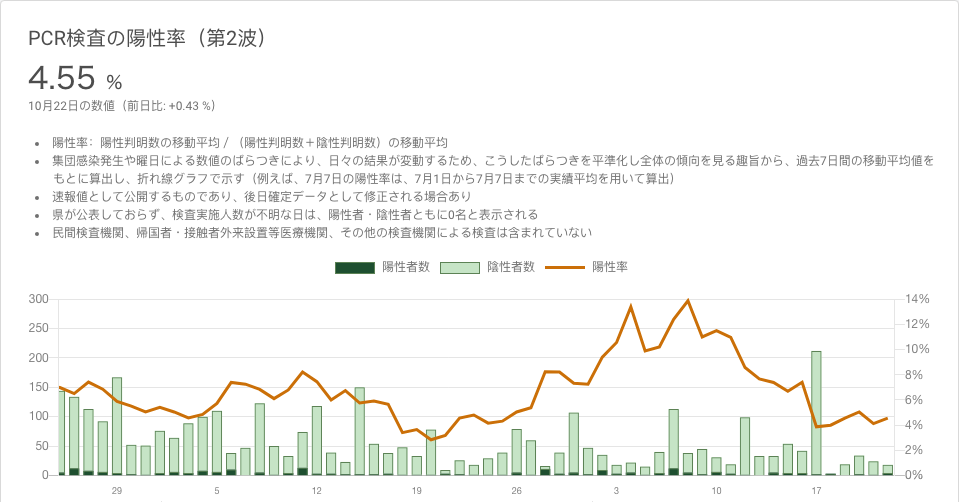 PCR検査の陽性率（第2波）
4.55 %
10月22日の数値（前日比: +0.43 %）
• 陽性率：陽性判明数の移動平均 / （陽性判明数＋陰性判明数）の移動平均
• 集団感染発生や曜日による数値のばらつきにより、日々の結果が変動するため、こうしたばらつきを平準化し全体の傾向を見る趣旨から、過去7日間の移動平均値を
もとに算出し、折れ線グラフで示す（例えば、7月7日の陽性率は、7月1日から7月7日までの実績平均を用いて算出）
• 速報値として公開するものであり、後日確定データとして修正される場合あり
• 県が公表しておらず、検査実施人数が不明な日は、陽性者・陰性者ともに0名と表示される
• 民間検査機関、帰国者・接触者外来設置等医療機関、その他の検査機関による検査は含まれていない
陽性者数 陰性者数 陽性率
300 14%
12%
250
10%
200
8%
150
6%
100
4%
50
2%
0 0%
29 5 12 19 26 3 10 17